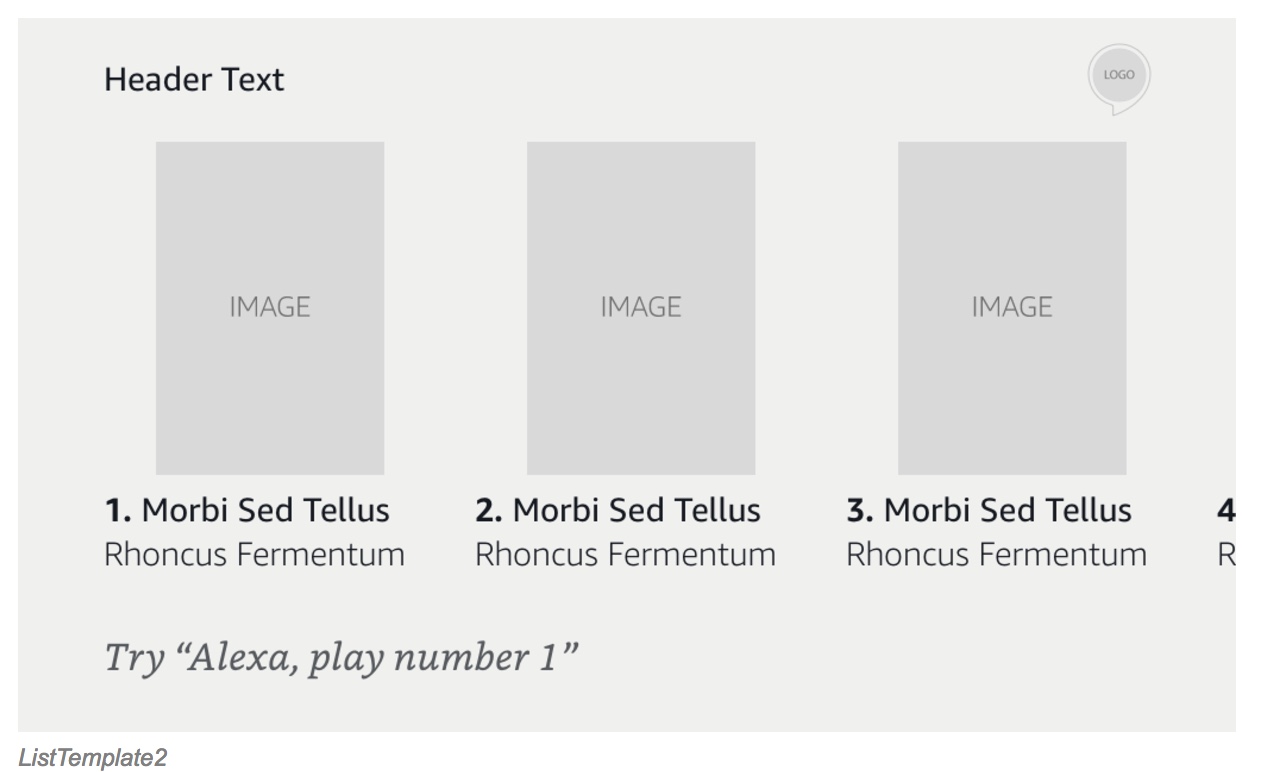 Header Text
LOGO
IMAGE IMAGE IMAGE
1. Morbi Sed Tellus 2. Morbi Sed Tellus 3. Morbi Sed Tellus 4
Rhoncus Fermentum Rhoncus Fermentum Rhoncus Fermentum R
Try “Alexa, play number 1”
ListTemplate2